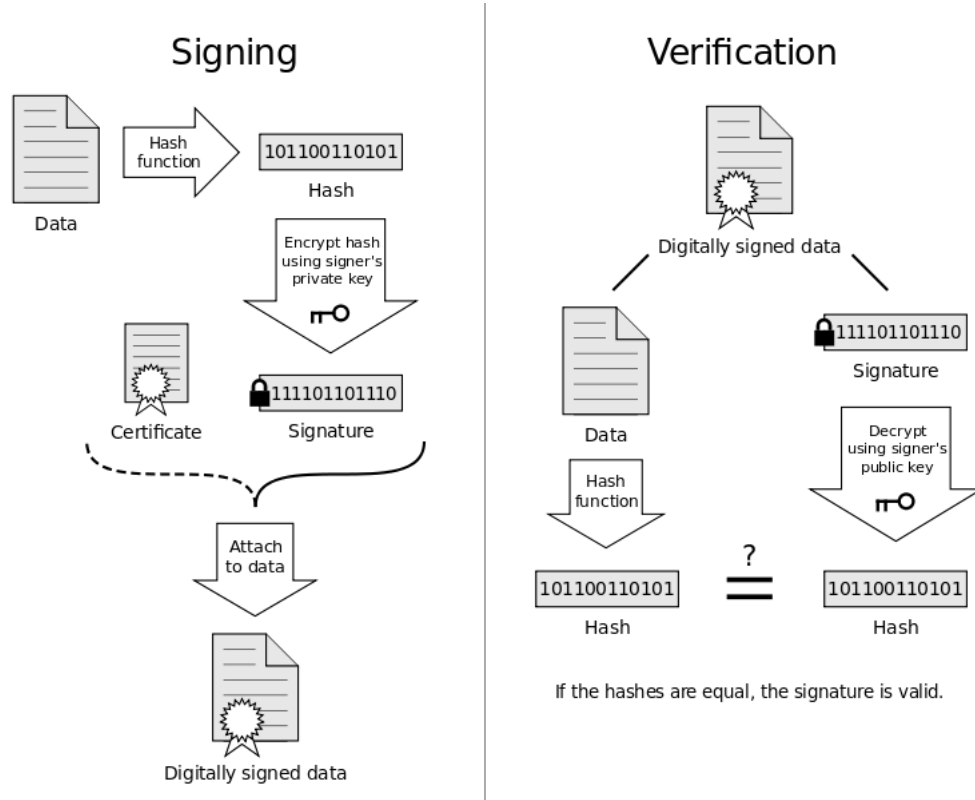 Signing
Hash
function
101100110101
Hash
Data
Encrypt hash
using signer's
private key
111101101110
Certificate
Signature
Attach
to data
Digitally signed data
Verification
Digitally signed data
111101101110
Signature
Data
Decrypt
using signer's
public key
Hash
function
?
101100110101
101100110101
Hash
Hash
If the hashes are equal, the signature is valid.